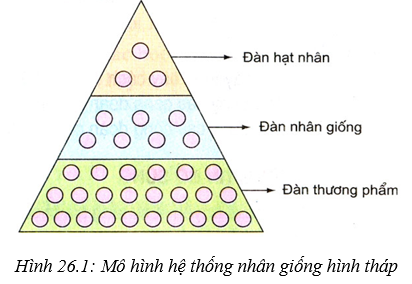 Đàn hạt nhân
Đàn nhân giống
Đàn thương phẩm
Hình 26.1: Mô hình hệ thống nhân giống hình tháp